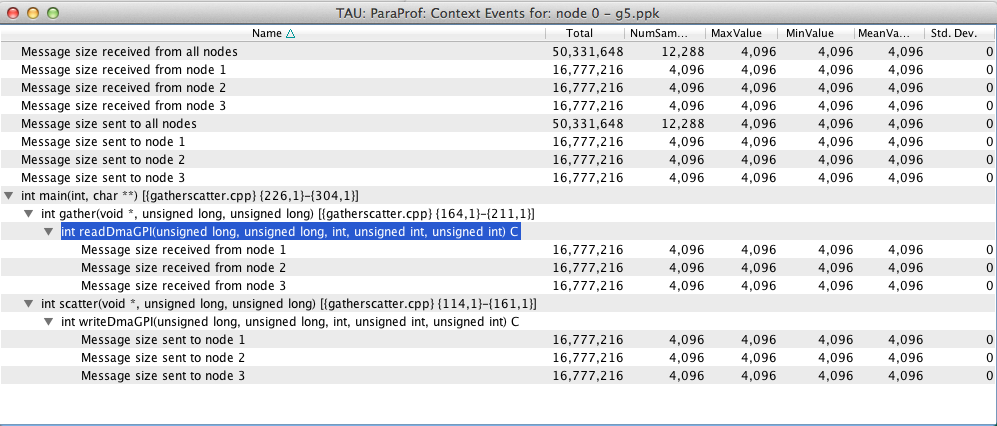 TAU: ParaProf: Context Events for: node 0 – g5.ppk
Name △ Total NumSam... MaxValue MinValue MeanVa... Std. Dev.
Message size received from all nodes 50,331,648 12,288 4,096 4,096 4,096 0
Message size received from node 1 16,777,216 4,096 4,096 4,096 4,096 0
Message size received from node 2 16,777,216 4,096 4,096 4,096 4,096 0
Message size received from node 3 16,777,216 4,096 4,096 4,096 4,096 0
Message size sent to all nodes 50,331,648 12,288 4,096 4,096 4,096 0
Message size sent to node 1 16,777,216 4,096 4,096 4,096 4,096 0
Message size sent to node 2 16,777,216 4,096 4,096 4,096 4,096 0
Message size sent to node 3 16,777,216 4,096 4,096 4,096 4,096 0
int main(int, char **) [{gatherscatter.cpp} {226,1}-{304,1}]
int gather(void *, unsigned long, unsigned long) [{gatherscatter.cpp} {164,1}-{211,1}]
int readDmaGPI(unsigned long, unsigned long, int, unsigned int, unsigned int) C
Message size received from node 1 16,777,216 4,096 4,096 4,096 4,096 0
Message size received from node 2 16,777,216 4,096 4,096 4,096 4,096 0
Message size received from node 3 16,777,216 4,096 4,096 4,096 4,096 0
int scatter(void *, unsigned long, unsigned long) [{gatherscatter.cpp} {114,1}-{161,1}]
int writeDmaGPI(unsigned long, unsigned long, int, unsigned int, unsigned int) C
Message size sent to node 1 16,777,216 4,096 4,096 4,096 4,096 0
Message size sent to node 2 16,777,216 4,096 4,096 4,096 4,096 0
Message size sent to node 3 16,777,216 4,096 4,096 4,096 4,096 0